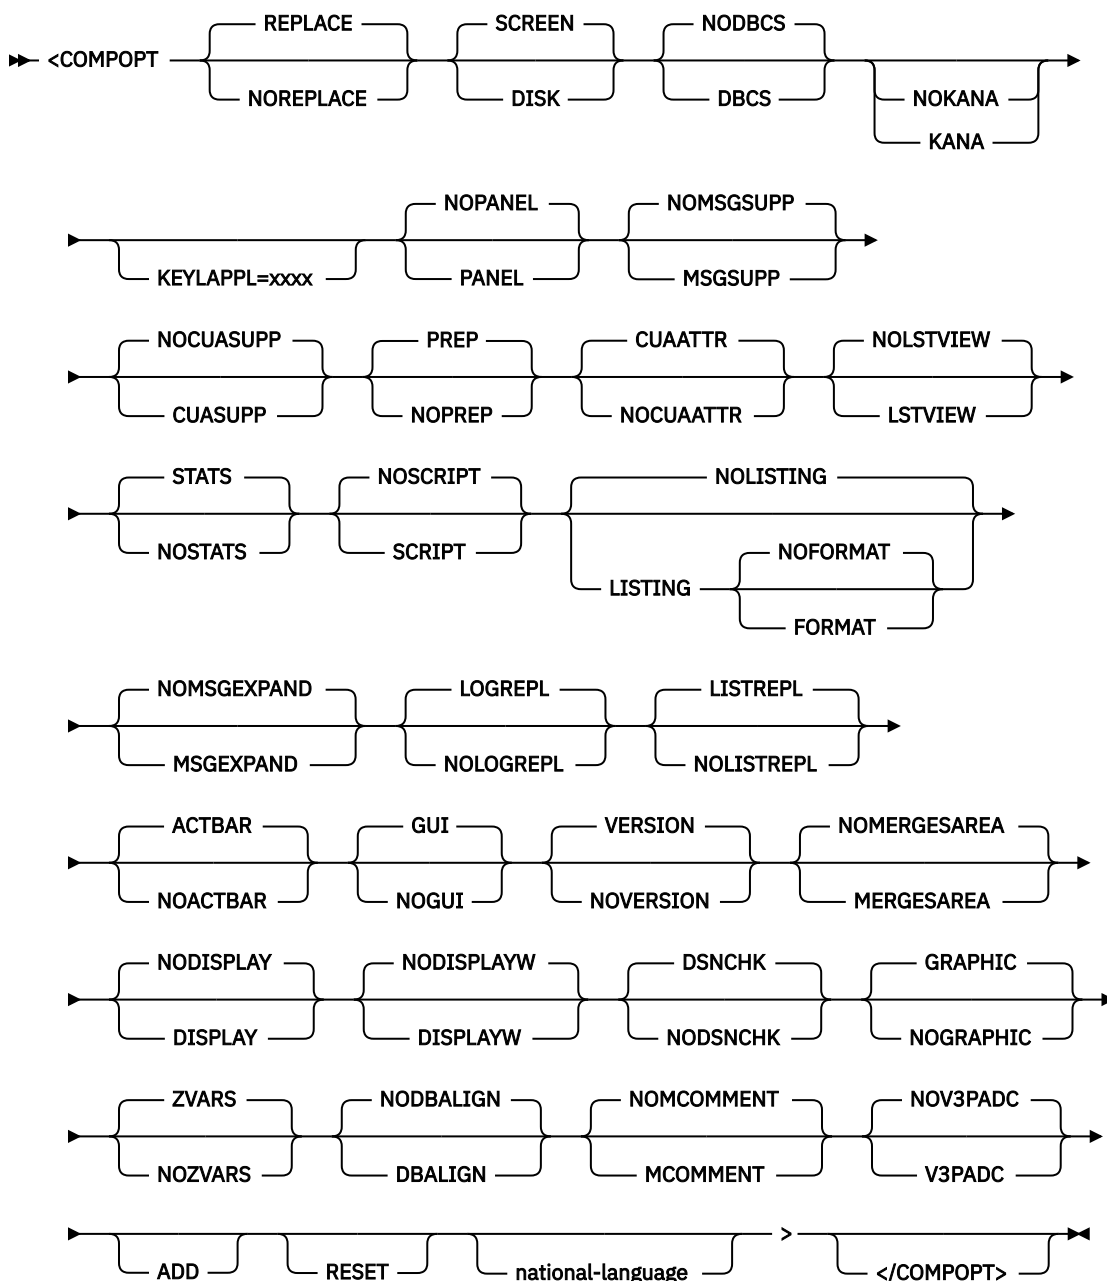 REPLACE SCREEN NODBCS
<COMPOPT
NOREPLACE DISK DBCS NOKANA
KANA
NOPANEL NOMSGSUPP
KEYLAPPL=xxxx PANEL MSGSUPP
NOCUASUPP PREP CUAATTR NOLSTVIEW
CUASUPP NOPREP NOCUAATTR LSTVIEW
STATS NOSCRIPT NOLISTING
NOSTATS SCRIPT NOFORMAT
LISTING
FORMAT
NOMSGEXPAND LOGREPL LISTREPL
MSGEXPAND NOLOGREPL NOLISTREPL
ACTBAR GUI VERSION NOMERGESAREA
NOACTBAR NOGUI NOVERSION MERGESAREA
NODISPLAY NODISPLAYW DSNCHK GRAPHIC
DISPLAY DISPLAYW NODSNCHK NOGRAPHIC
ZVARS NODBALIGN NOMCOMMENT NOV3PADC
NOZVARS DBALIGN MCOMMENT V3PADC
>
ADD RESET national-language </COMPOPT>